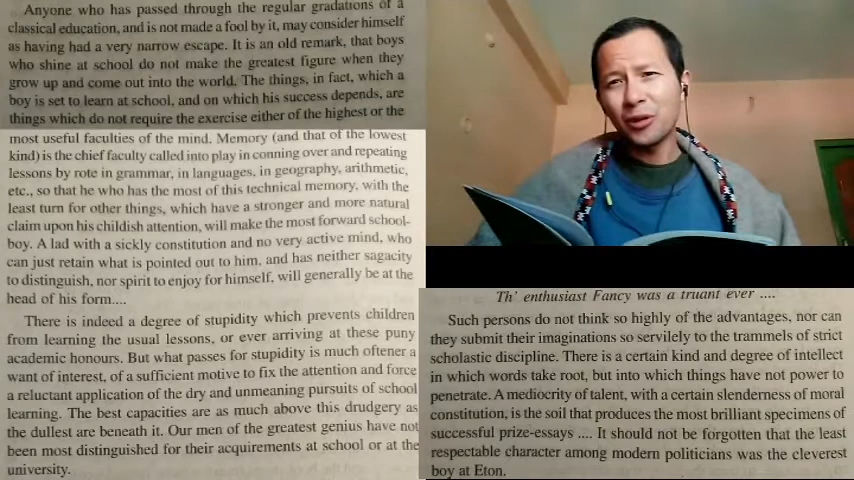 Anyone who has passed through the regular gradations of a
classical education, and is not made a fool by it, may consider himself
as having had a very narrow escape. It is an old remark, that boys
who shine at school do not make the greatest figure when they
grow up and come out into the world. The things, in fact, which a
boy is set to learn at school, and on which his success depends, are
things which do not require the exercise either of the highest or the
most useful faculties of the mind. Memory (and that of the lowest
kind) is the chief faculty called into play in conning over and repeating
lessons by rote in grammar, in languages, in geography, arithmetic,
etc., so that he who has the most of this technical memory, with the
least turn for other things, which have a stronger and more natural
claim upon his childish attention, will make the most forward school-
boy. A lad with a sickly constitution and no very active mind, who
can just retain what is pointed out to him, and has neither sagacity
to distinguish, nor spirit to enjoy for himself, will generally be at the
head of his form....
There is indeed a degree of stupidity which prevents children
from learning the usual lessons, or ever arriving at these puny
academic honours. But what passes for stupidity is much oftener a
want of interest, of a sufficient motive to fix the attention and force
a reluctant application of the dry and unmeaning pursuits of school
learning. The best capacities are as much above this drudgery as
the dullest are beneath it. Our men of the greatest genius have not
been most distinguished for their acquirements at school or at the
university.
Th' enthusiast Fancy was a truant ever ....
Such persons do not think so highly of the advantages, nor can
they submit their imaginations so servilely to the trammels of strict
scholastic discipline. There is a certain kind and degree of intellect
in which words take root, but into which things have not power to
penetrate. A mediocrity of talent, with a certain slenderness of moral
constitution, is the soil that produces the most brilliant specimens of
successful prize-essays .... It should not be forgotten that the least
respectable character among modern politicians was the cleverest
boy at Eton.